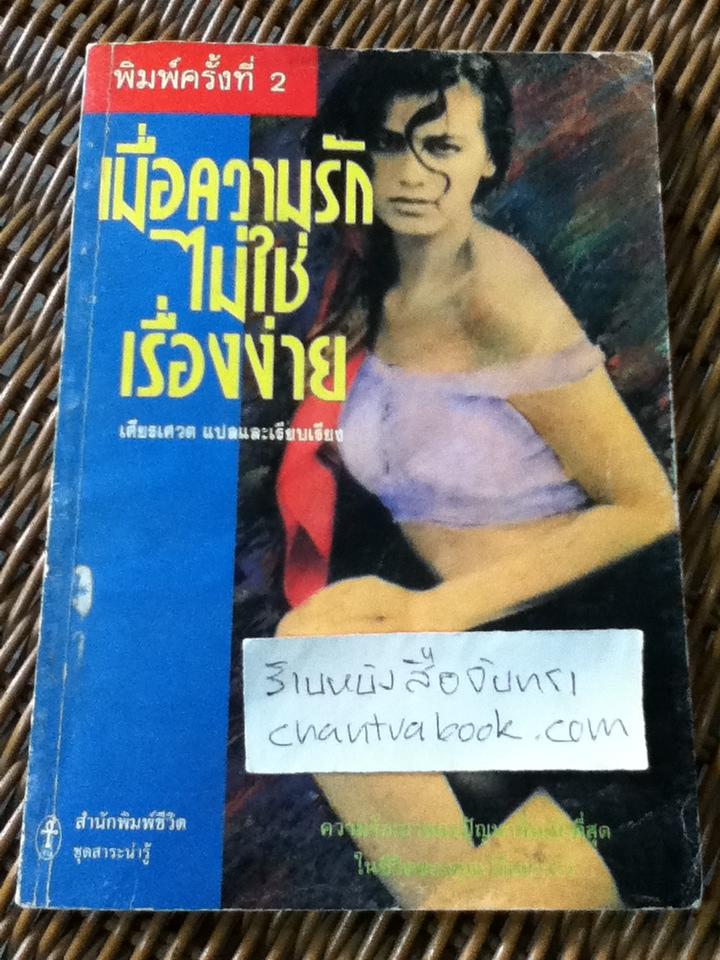 พิมพ์ครั้งที่ 2
เมื่อความรัก
ไม่ใช่
เรื่องง่าย
เศียรเศวต แปลและเรียบเรียง
ร้านหนังสือจันทรา
chantrabook.com
สำนักพิมพ์ชีวิต
ชุดสาระน่ารู้
ที่สุด